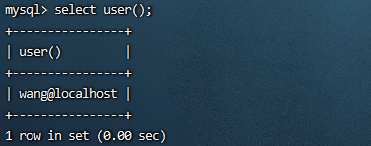 mysql> select user();
+----------------+
| user()         |
+----------------+
| wang@localhost |
+----------------+
1 row in set (0.00 sec)